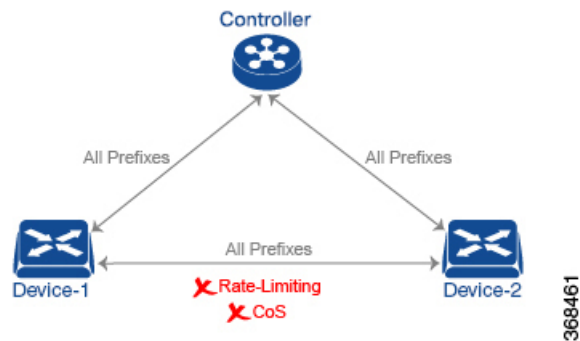 Controller
All Prefixes
All Prefixes
All Prefixes
Device-1
Device-2
Rate-Limiting
CoS
368461